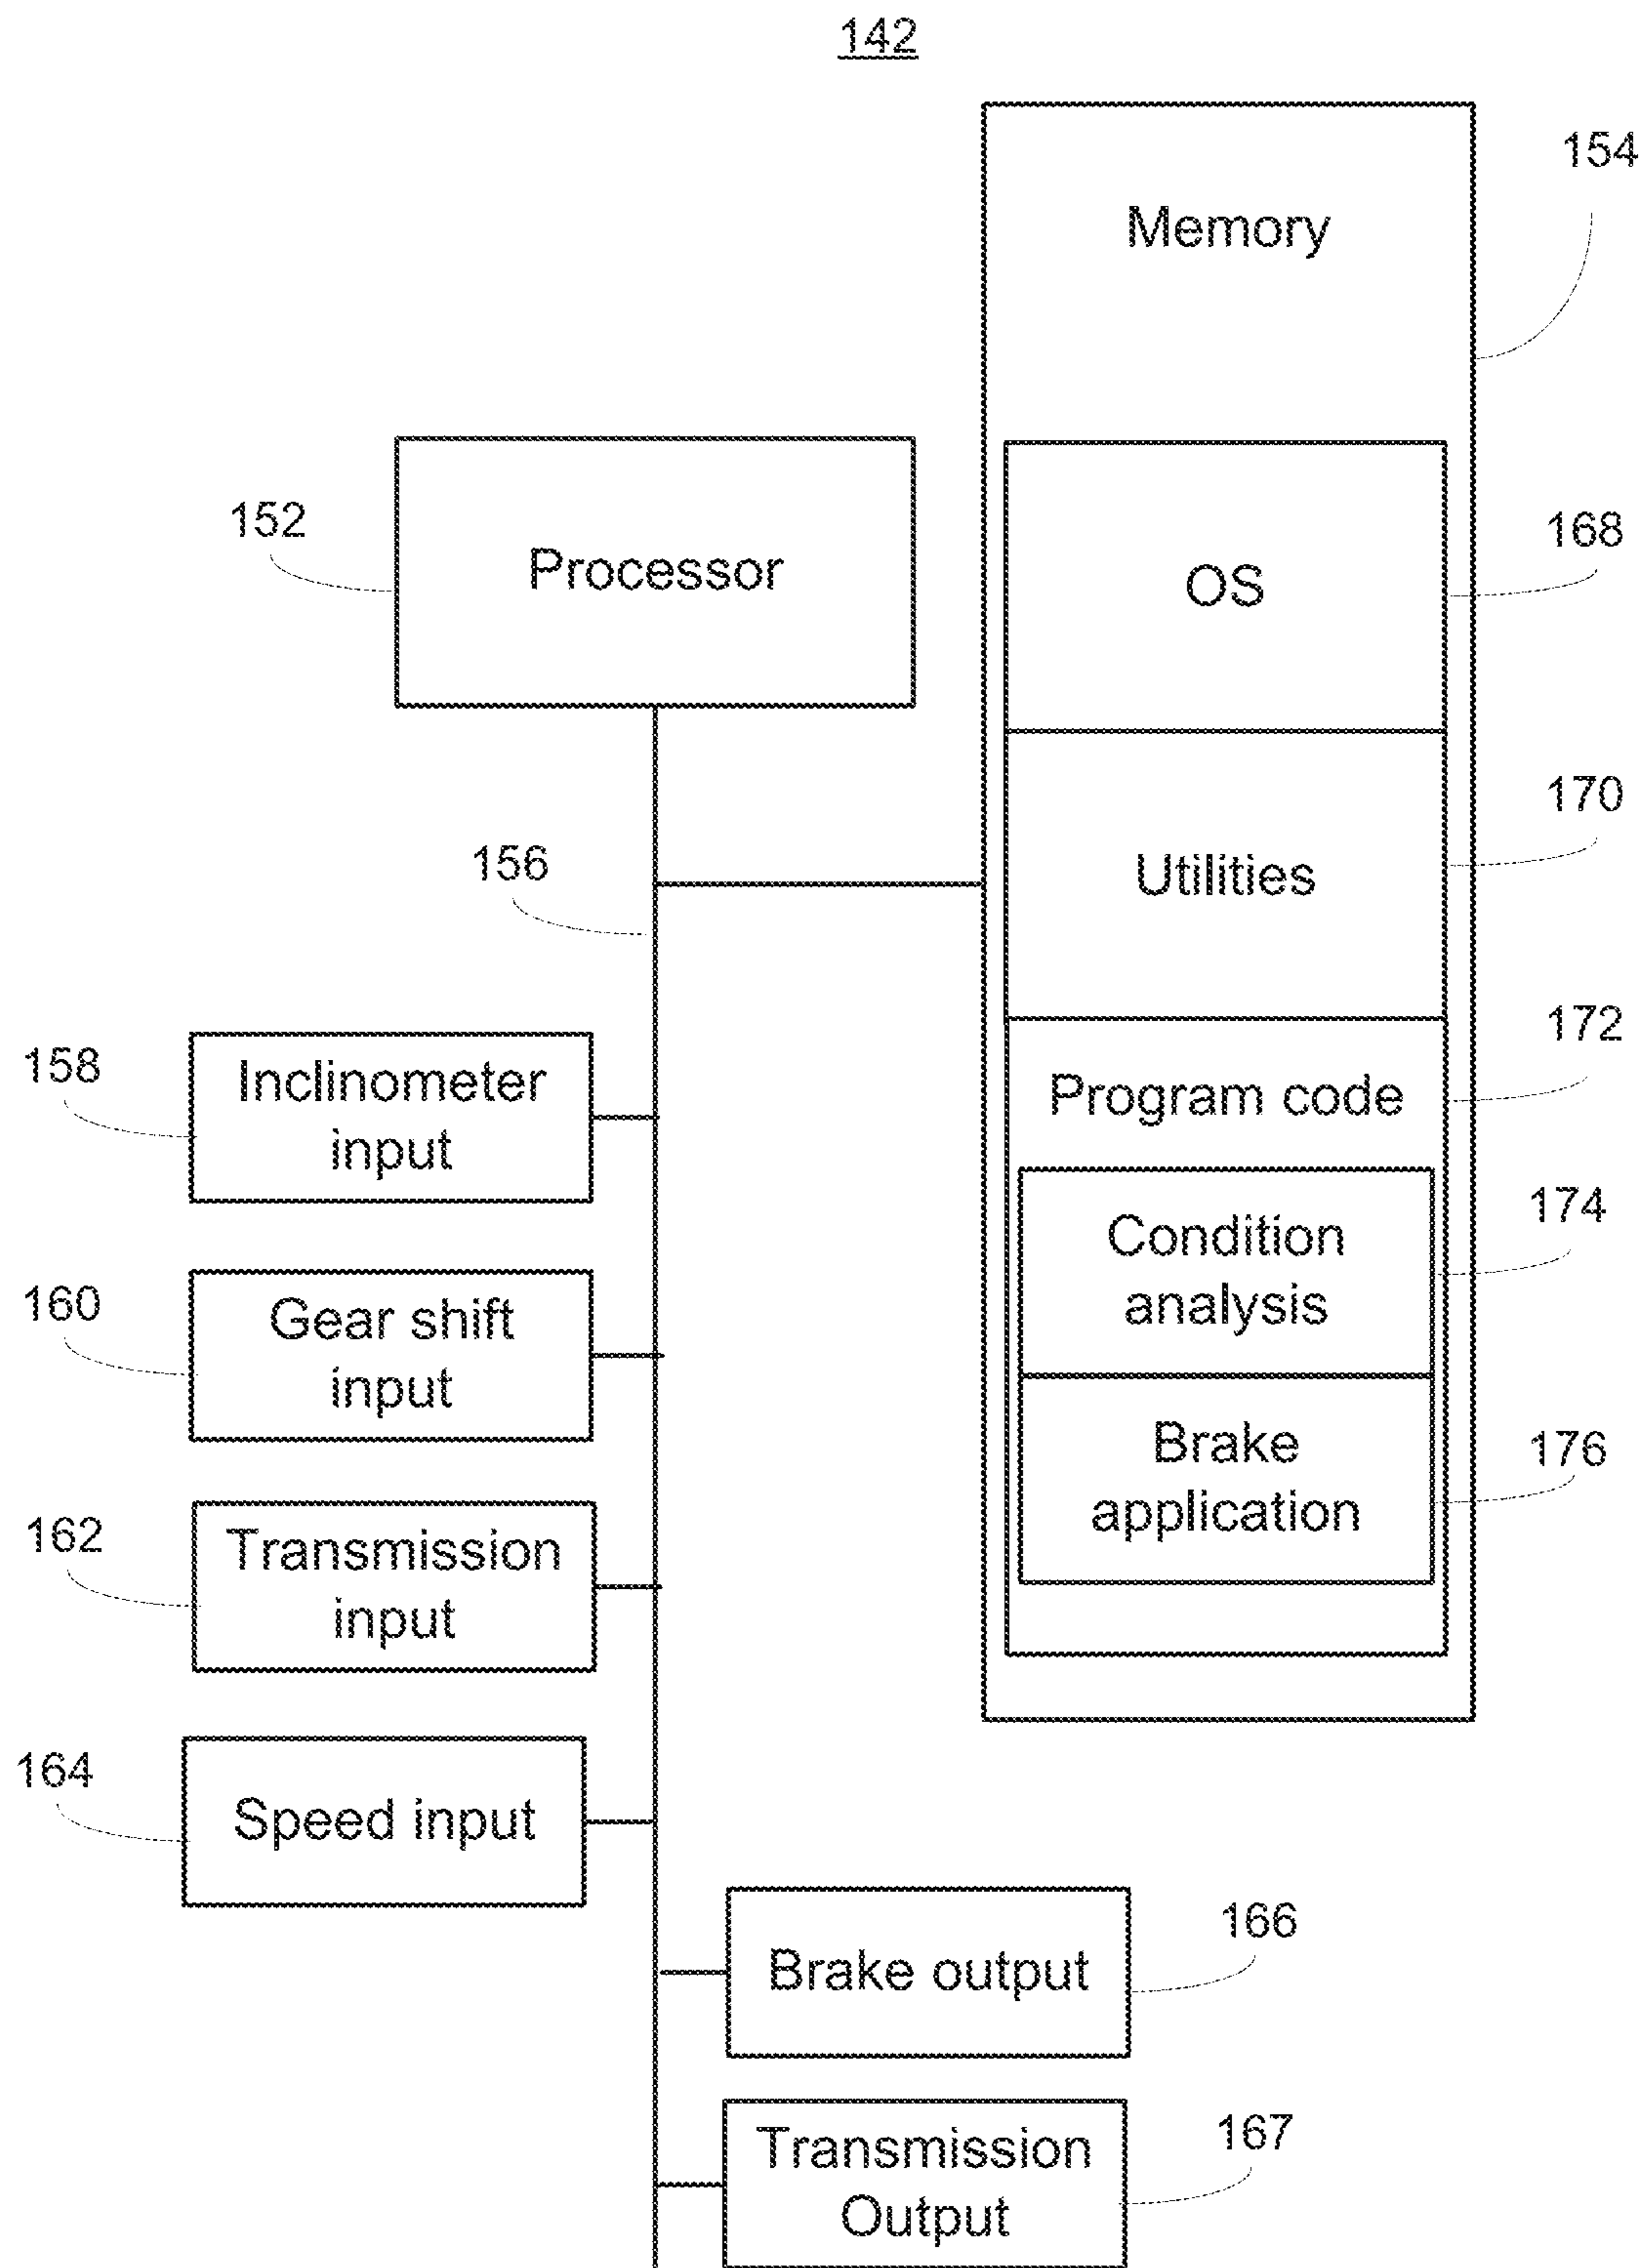 142
154
Memory
152
Processor
168
OS
156
170
Utilities
158
Inclinometer
input
172
Program code
160
Gear shift
input
174
Condition
analysis
162
Transmission
input
176
Brake
application
164
Speed input
166
Brake output
167
Transmission
Output